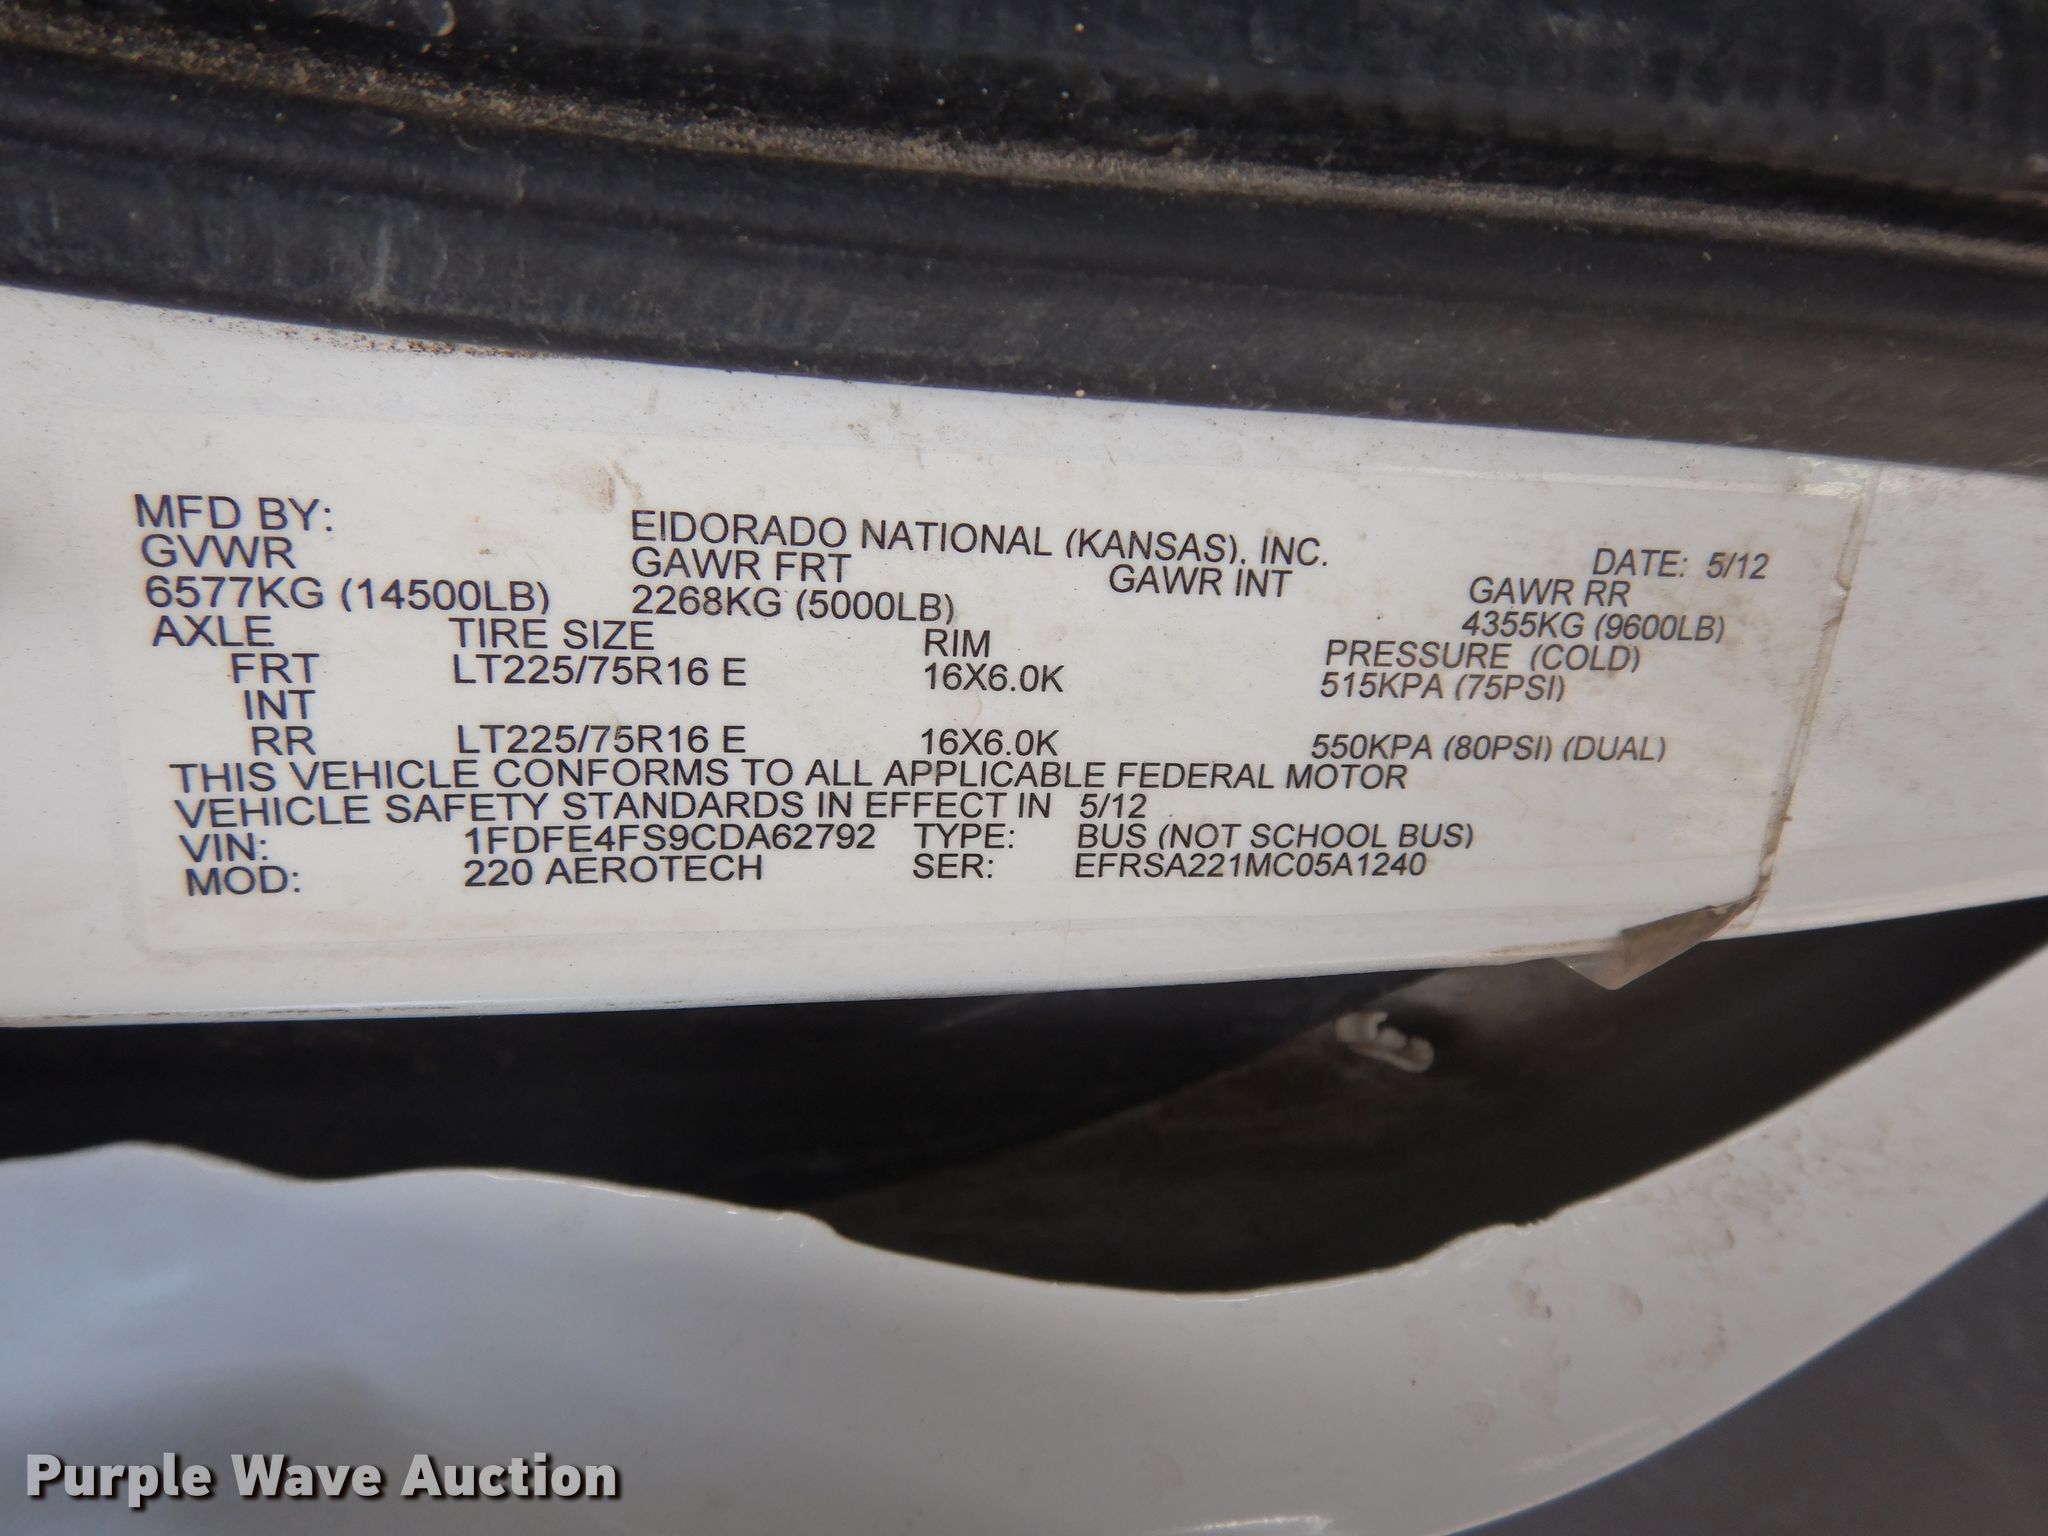 MFD BY: EIDORADO NATIONAL (KANSAS), INC. DATE: 5/12
GVWR GAWR FRT GAWR INT GAWR RR
6577KG (14500LB) 2268KG (5000LB) 4355KG (9600LB)
AXLE TIRE SIZE RIM PRESSURE (COLD)
FRT LT225/75R16 E 16X6.0K 515KPA (75PSI)
INT
RR LT225/75R16 E 16X6.0K 550KPA (80PSI) (DUAL)
THIS VEHICLE CONFORMS TO ALL APPLICABLE FEDERAL MOTOR
VEHICLE SAFETY STANDARDS IN EFFECT IN 5/12
VIN: 1FDFE4FS9CDA62792 TYPE: BUS (NOT SCHOOL BUS)
MOD: 220 AEROTECH SER: EFRSA221MC05A1240
Purple Wave Auction